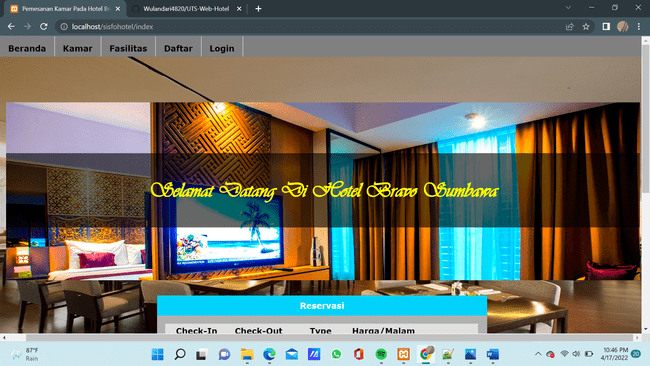 Pemesanan Kamar Pada Hotel B
Wulandari4820/UTS-Web-Hotel
localhost/sisfohotel/index
Beranda Kamar Fasilitas Daftar Login
Selamat Datang Di Hotel Bravo Sumbawa
Reservasi
Check-In Check-Out Type Harga/Malam
87°F
Rain
10:46 PM
4/17/2022
20